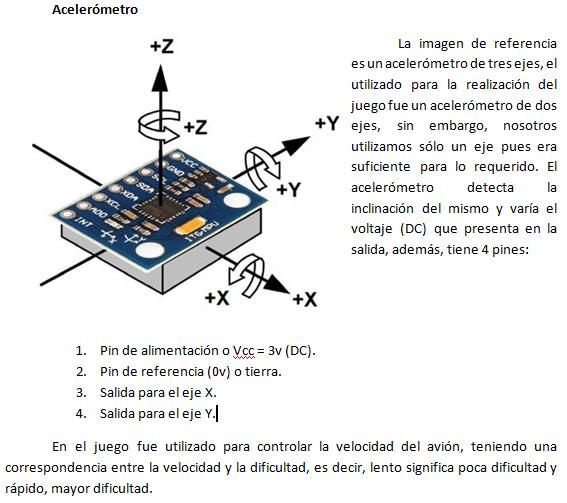 Acelerómetro
+Z
+Z
+Y
+Y
+X
+X
VCC
GND
SCL
SDA
XDA
XCL
ADO
INT
X
Y
ITG-MPU
La imagen de referencia
es un acelerómetro de tres ejes, el
utilizado para la realización del
juego fue un acelerómetro de dos
ejes, sin embargo, nosotros
utilizamos sólo un eje pues era
suficiente para lo requerido. El
acelerómetro detecta la
inclinación del mismo y varía el
voltaje (DC) que presenta en la
salida, además, tiene 4 pines:
1. Pin de alimentación o Vcc = 3v (DC).
2. Pin de referencia (0v) o tierra.
3. Salida para el eje X.
4. Salida para el eje Y.
En el juego fue utilizado para controlar la velocidad del avión, teniendo una
correspondencia entre la velocidad y la dificultad, es decir, lento significa poca dificultad y
rápido, mayor dificultad.